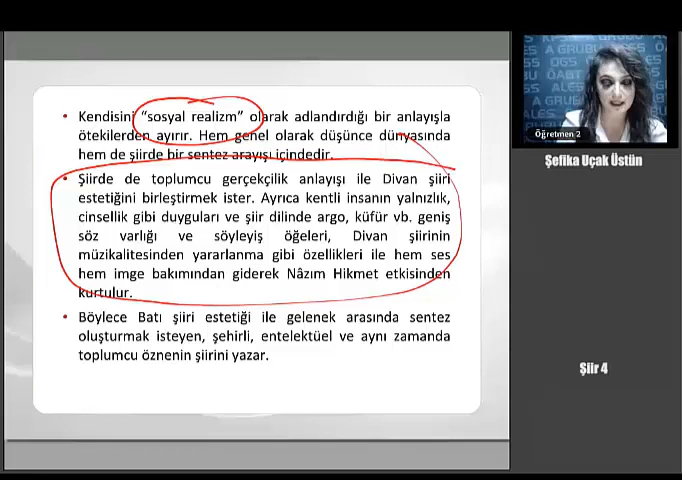 Kendisini “sosyal realizm” olarak adlandırdığı bir anlayışla
ötekilerden ayırır. Hem genel olarak düşünce dünyasında
hem de şiirde bir sentez arayışı içindedir.
Şiirde de toplumcu gerçekçilik anlayışı ile Divan şiiri
estetiğini birleştirmek ister. Ayrıca kentli insanın yalnızlık,
cinsellik gibi duyguları ve şiir dilinde argo, küfür vb. geniş
söz varlığı ve söyleyiş öğeleri, Divan şiirinin
müzikalitesinden yararlanma gibi özellikleri ile hem ses
hem imge bakımından giderek Nâzım Hikmet etkisinden
kurtulur.
Böylece Batı şiiri estetiği ile gelenek arasında sentez
oluşturmak isteyen, şehirli, entelektüel ve aynı zamanda
toplumcu öznenin şiirini yazar.
Öğretmen 2
Şefika Uçak Üstün
Şiir 4